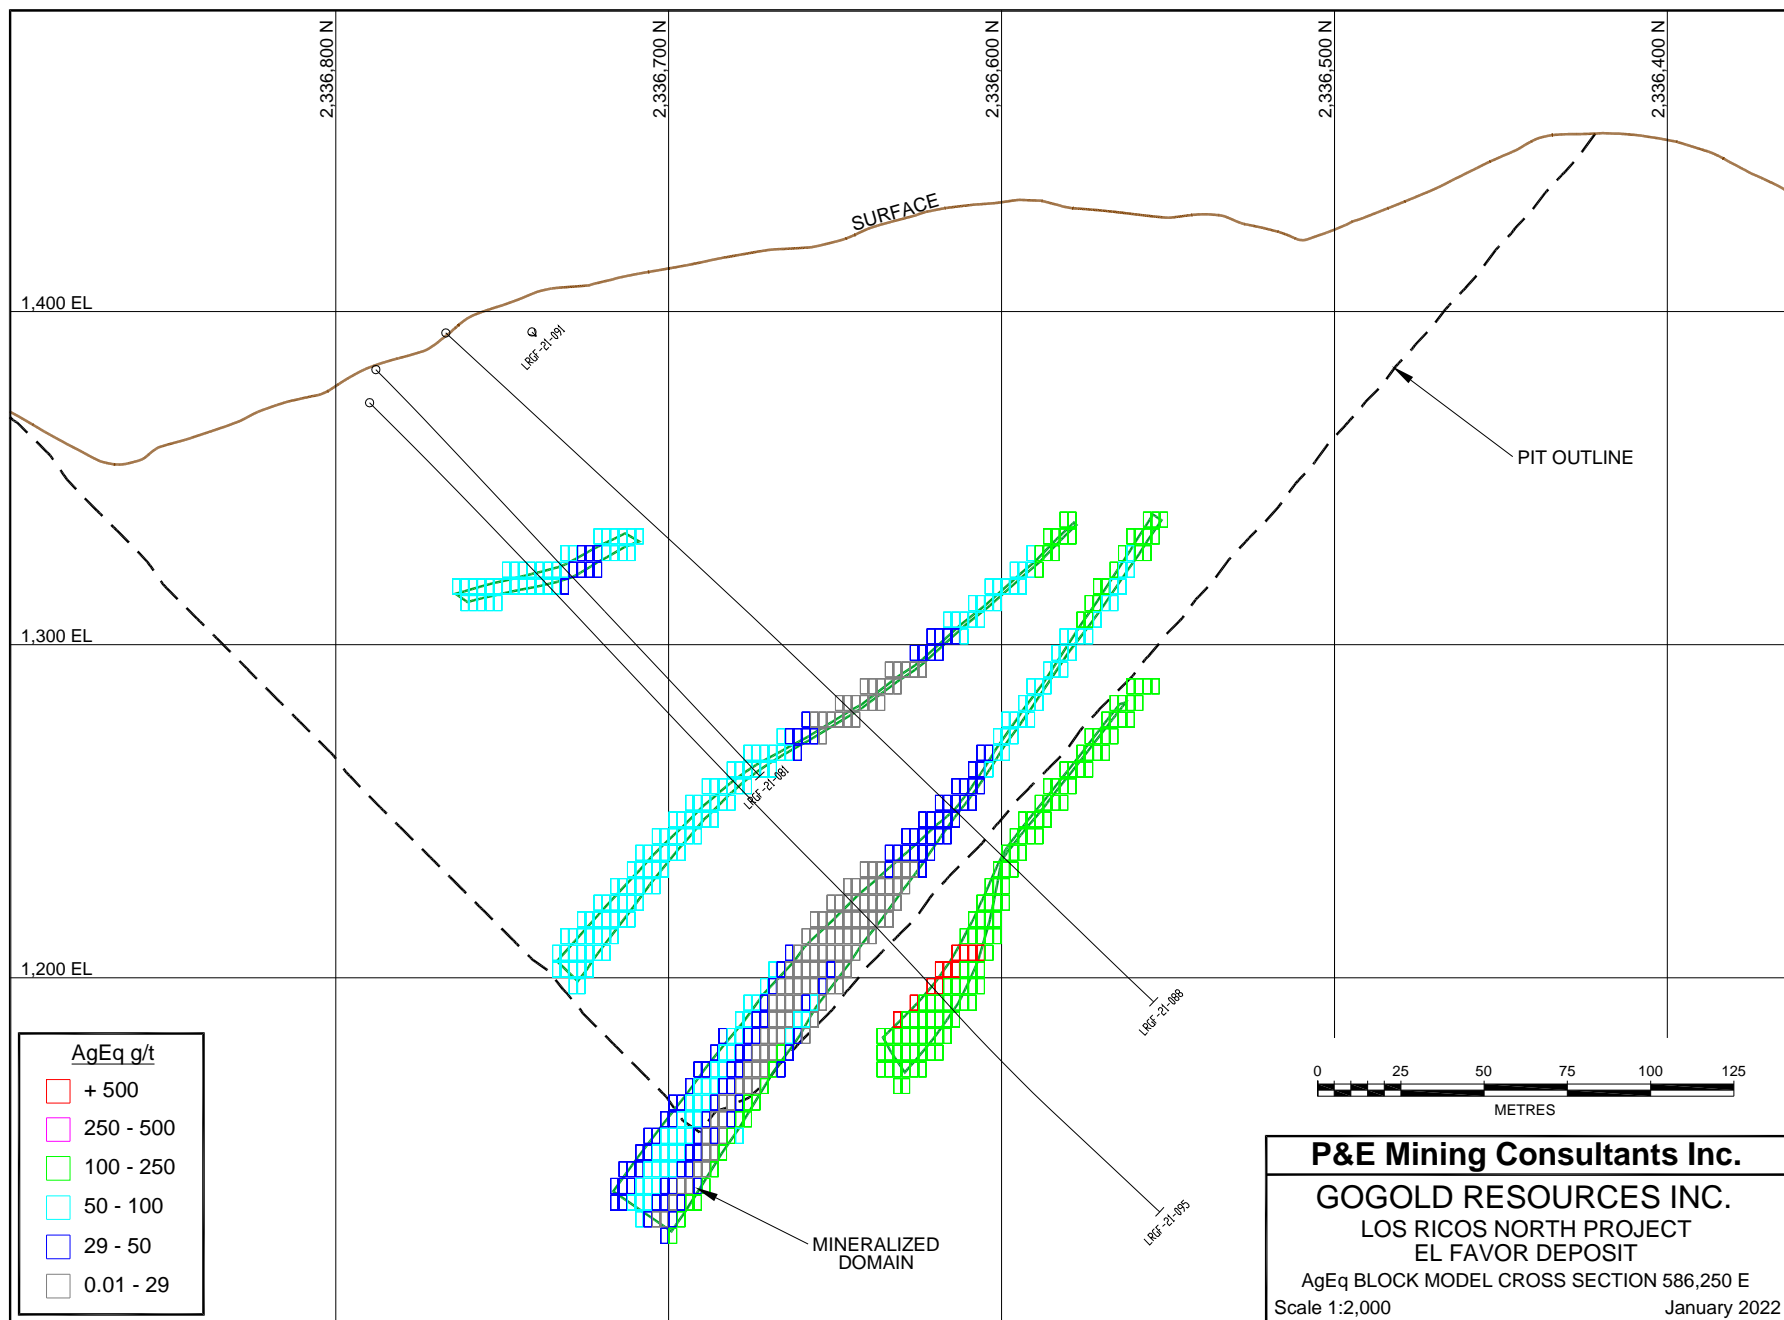 2,336,800 N
2,336,700 N
2,336,600 N
2,336,500 N
2,336,400 N
SURFACE
1,400 EL
LRGF-21-091
PIT OUTLINE
1,300 EL
LRGF-21-081
1,200 EL
LRGF-21-088
LRGF-21-095
MINERALIZED
DOMAIN
AgEq g/t
+ 500
250 - 500
100 - 250
50 - 100
29 - 50
0.01 - 29
0 25 50 75 100 125
METRES
P&E Mining Consultants Inc.
GOGOLD RESOURCES INC.
LOS RICOS NORTH PROJECT
EL FAVOR DEPOSIT
AgEq BLOCK MODEL CROSS SECTION 586,250 E
Scale 1:2,000 January 2022